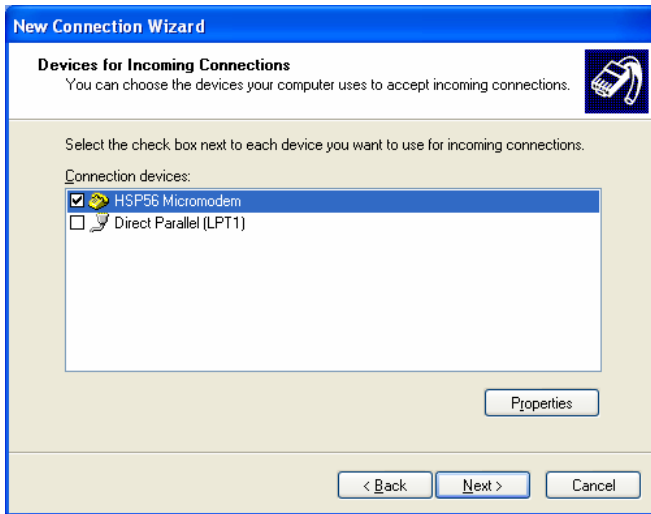 New Connection Wizard
Devices for Incoming Connections
You can choose the devices your computer uses to accept incoming connections.
Select the check box next to each device you want to use for incoming connections.
Connection devices:
HSP56 Micromodem
Direct Parallel (LPT1)
Properties
< Back Next > Cancel